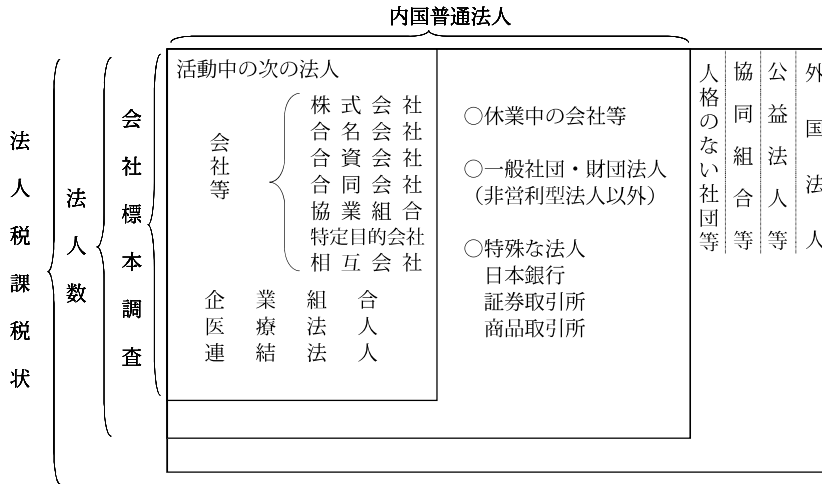 内国普通法人
法人税課税状
法人数
会社標本調査
活動中の次の法人
会社等
株式会社
合名会社
合資会社
合同会社
協業組合
特定目的会社
相互会社
企業組合
医療法人
連結法人
○休業中の会社等
○一般社団・財団法人
（非営利型法人以外）
○特殊な法人
日本銀行
証券取引所
商品取引所
人格のない社団等
協同組合等
公益法人等
外国法人